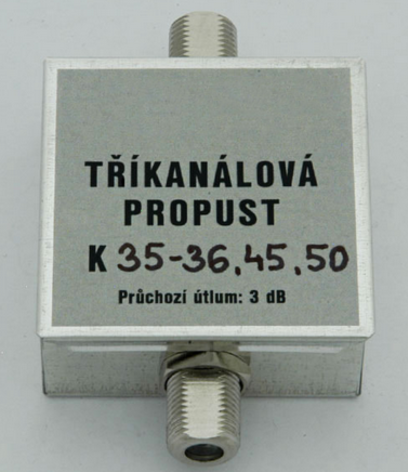 TŘÍKANÁLOVÁ
PROPUST
K 35-36,45,50
Průchozí útlum: 3 dB